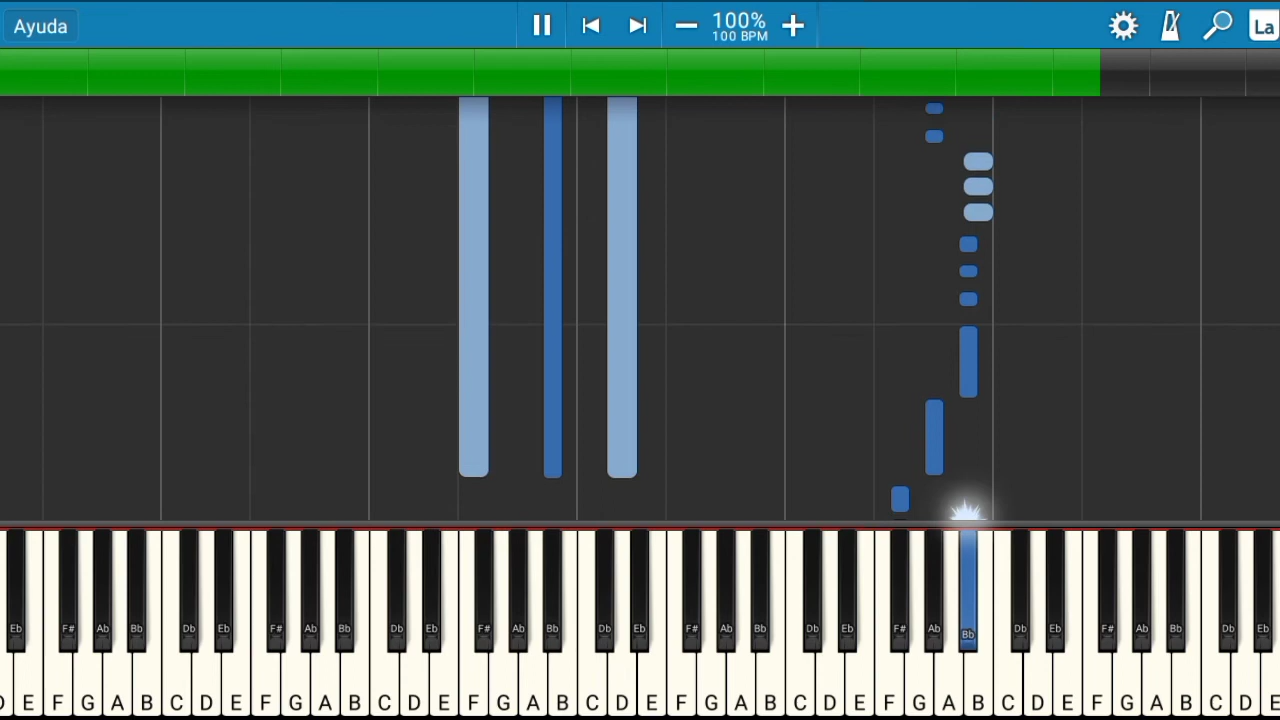 Ayuda
100%
100 BPM
La
Eb F# Ab Bb Db Eb F# Ab Bb Db Eb F# Ab Bb Db Eb F# Ab Bb Db Eb F# Ab Bb Db Eb F# Ab Bb Db Eb
D E F G A B C D E F G A B C D E F G A B C D E F G A B C D E F G A B C D E F G A B C D E